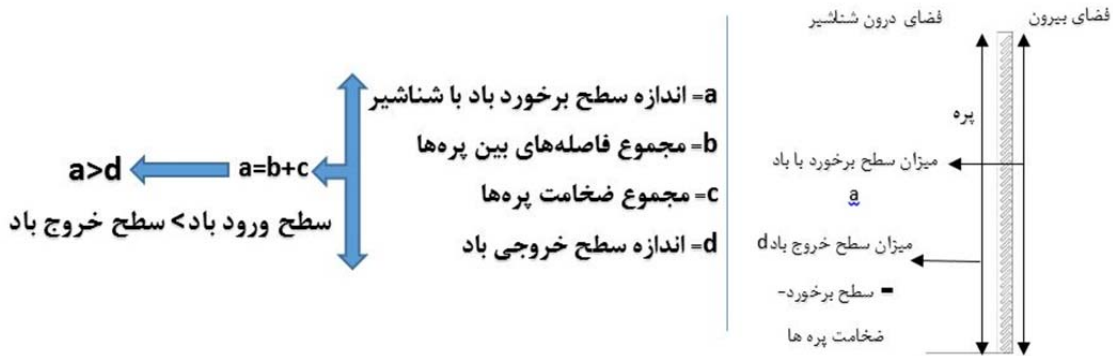 فضای بیرون
فضای درون شناشیر
پره
میزان سطح برخورد با باد
a
میزان سطح خروج بادd
= سطح برخورد-
ضخامت پره ها
a= اندازه سطح برخورد باد با شناشیر
b= مجموع فاصله‌های بین پره‌ها
c= مجموع ضخامت پره‌ها
d= اندازه سطح خروجی باد
a=b+c
a>d
سطح ورود باد> سطح خروج باد